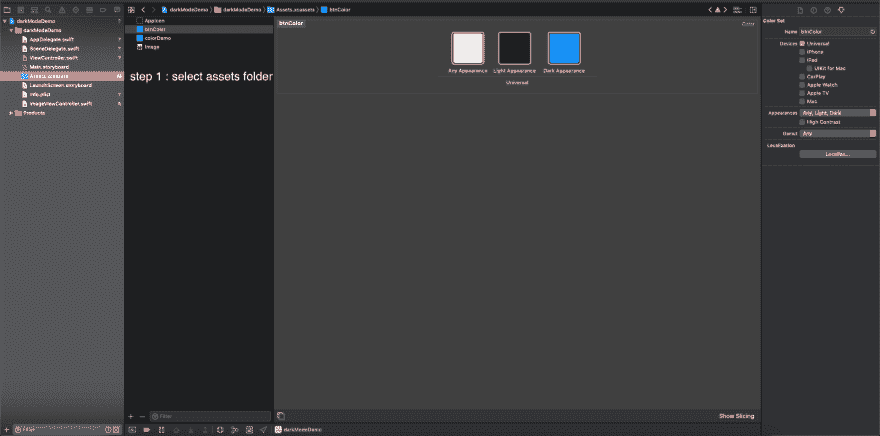 darkModeDemo
darkModeDemo
AppDelegate.swift
SceneDelegate.swift
ViewController.swift
Main.storyboard
Assets.xcassets
LaunchScreen.storyboard
Info.plist
ImageViewController.swift
Products
Filter
darkModeDemo 〉 darkModeDemo 〉 Assets.xcassets 〉 btnColor
AppIcon
btnColor
colorDemo
Image
step 1 : select assets folder
Filter
btnColor
Color
Any Appearance Light Appearance Dark Appearance
Universal
Show Slicing
darkModeDemo
Color Set
Name btnColor
Devices Universal
iPhone
iPad
UIKit for Mac
CarPlay
Apple Watch
Apple TV
Mac
Appearances Any, Light, Dark
High Contrast
Gamut Any
Localization
Localize...